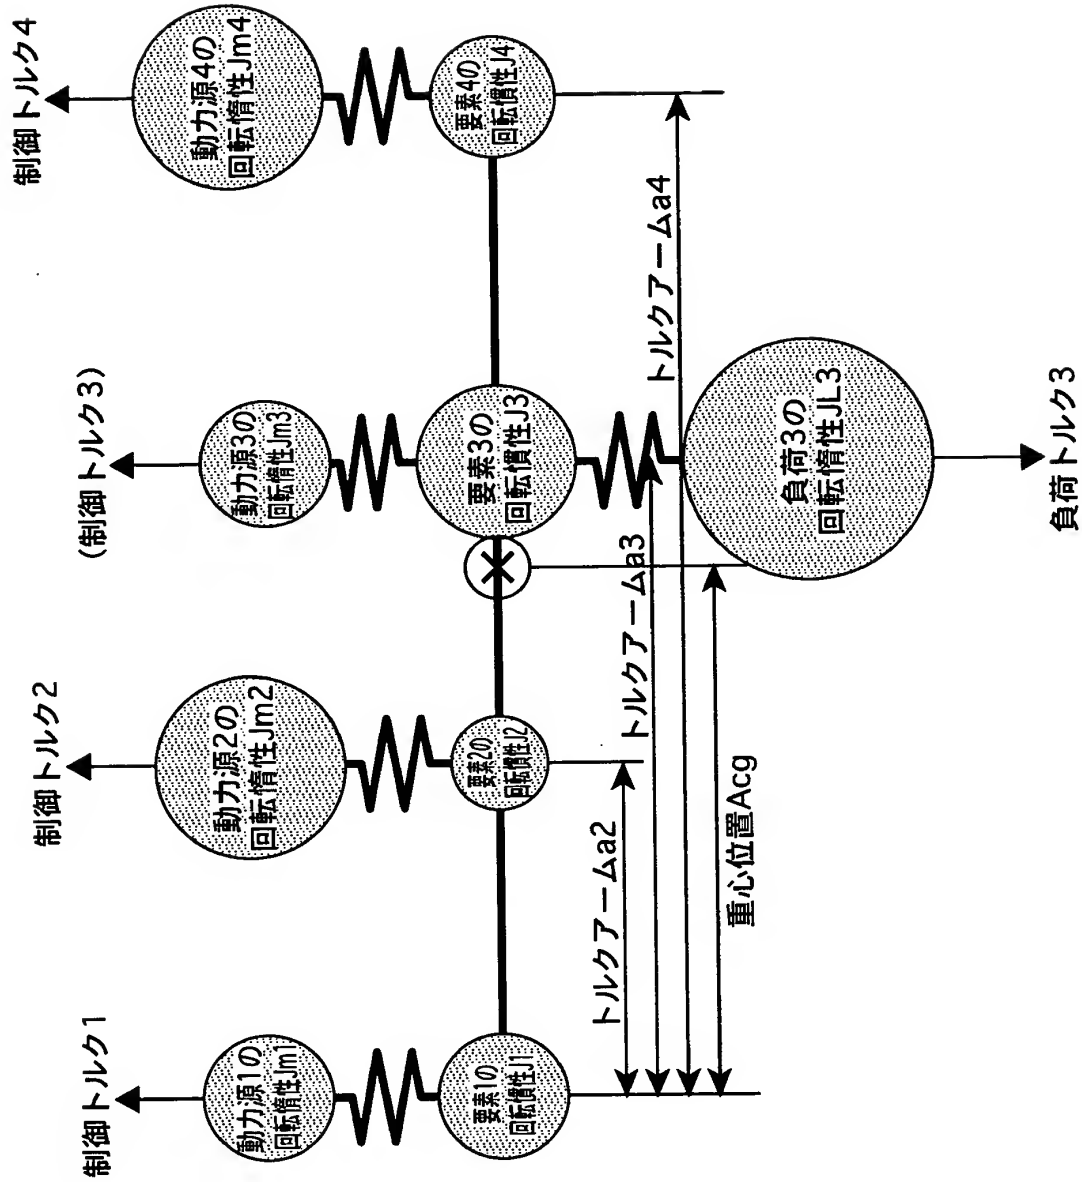 制御トルク1
制御トルク2
(制御トルク3)
制御トルク4
動力源1の
回転惰性Jm1
動力源2の
回転惰性Jm2
動力源3の
回転惰性Jm3
動力源4の
回転惰性Jm4
要素1の
回転慣性J1
要素2の
回転慣性J2
要素3の
回転慣性J3
要素4の
回転慣性J4
トルクアームa2
トルクアームa3
トルクアームa4
重心位置Acg
負荷3の
回転惰性JL3
負荷トルク3